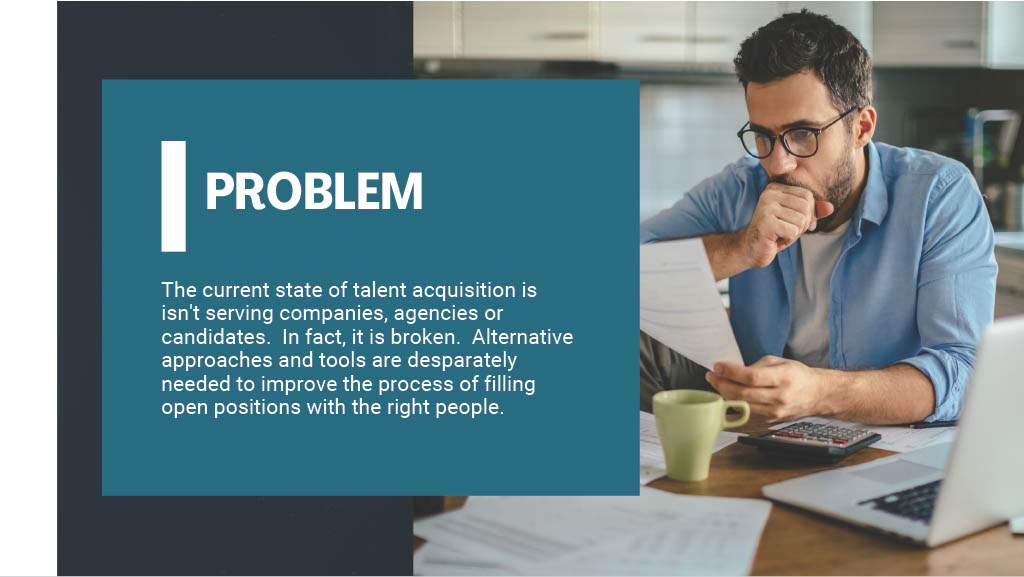 PROBLEM
The current state of talent acquisition is
isn't serving companies, agencies or
candidates.  In fact, it is broken.  Alternative
approaches and tools are desparately
needed to improve the process of filling
open positions with the right people.